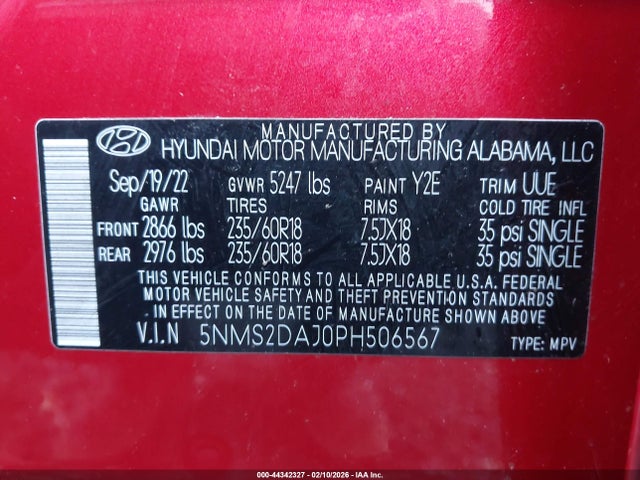 MANUFACTURED BY
HYUNDAI MOTOR MANUFACTURING ALABAMA, LLC
Sep/19/22 GVWR 5247 lbs PAINT Y2E TRIM UUE
GAWR TIRES RIMS COLD TIRE INFL
FRONT 2866 lbs 235/60R18 7.5JX18 35 psi SINGLE
REAR 2976 lbs 235/60R18 7.5JX18 35 psi SINGLE
THIS VEHICLE CONFORMS TO ALL APPLICABLE U.S.A. FEDERAL
MOTOR VEHICLE SAFETY AND THEFT PREVENTION STANDARDS
IN EFFECT ON THE DATE OF MANUFACTURE SHOWN ABOVE
V.I.N 5NMS2DAJ0PH506567 TYPE: MPV
000-44342327 - 02/10/2026 - IAA Inc.